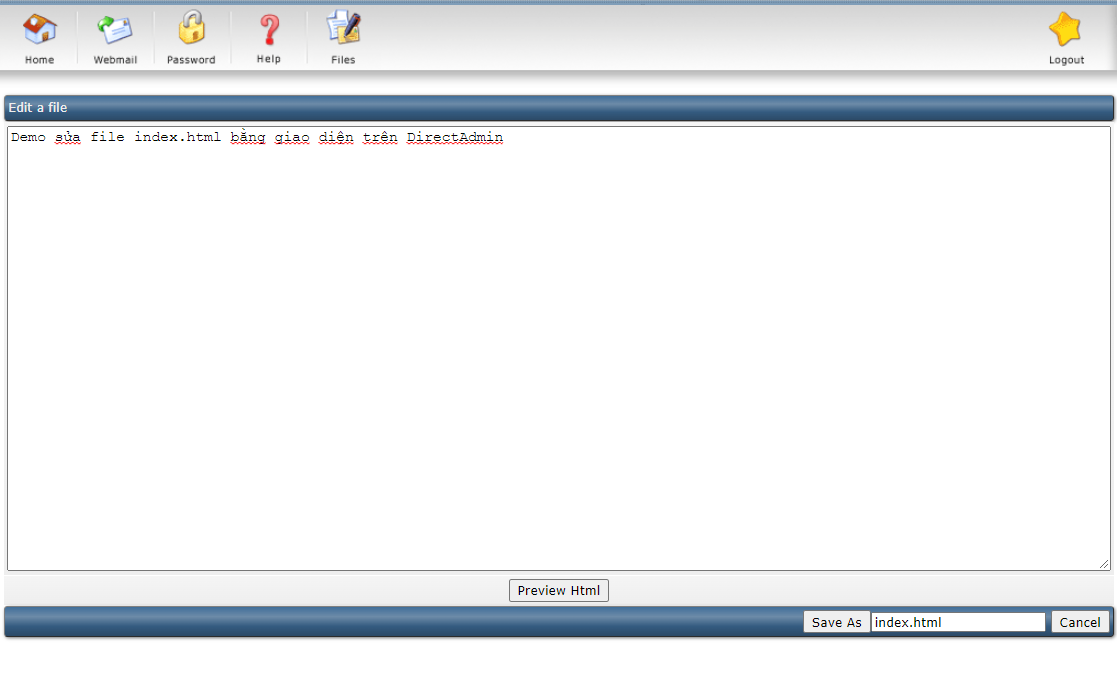 Home Webmail Password Help Files Logout
Edit a file
Demo sửa file index.html bằng giao diện trên DirectAdmin
Preview Html
Save As index.html Cancel